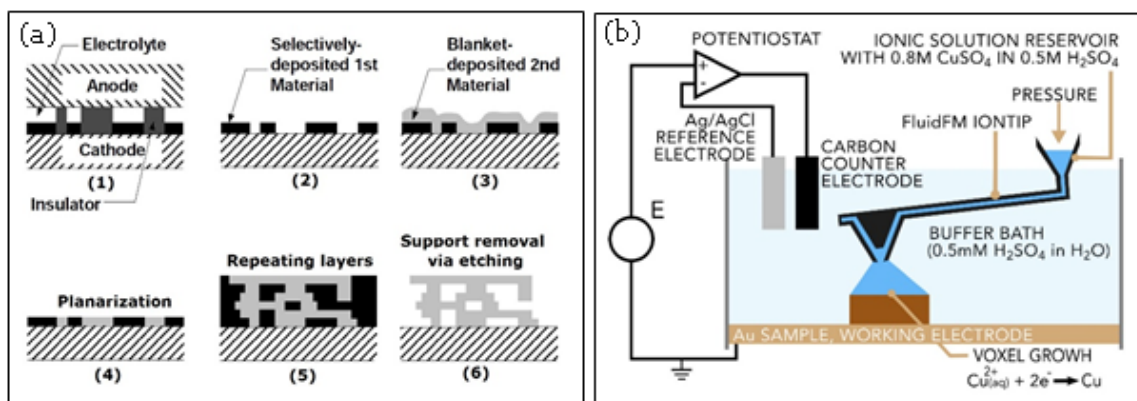 (a)
Electrolyte
Anode
Cathode
(1)
Insulator
Selectively-
deposited 1st
Material
(2)
Blanket-
deposited 2nd
Material
(3)
Planarization
(4)
Repeating layers
(5)
Support removal
via etching
(6)
(b)
POTENTIOSTAT
+
-
IONIC SOLUTION RESERVOIR
WITH 0.8M CuSO4 IN 0.5M H2SO4
PRESSURE
Ag/AgCl
REFERENCE
ELECTRODE
FluidFM IONTIP
CARBON
COUNTER
ELECTRODE
E
BUFFER BATH
(0.5mM H2SO4 in H2O)
Au SAMPLE, WORKING ELECTRODE
VOXEL GROWH
Cu2+(aq) + 2e- → Cu